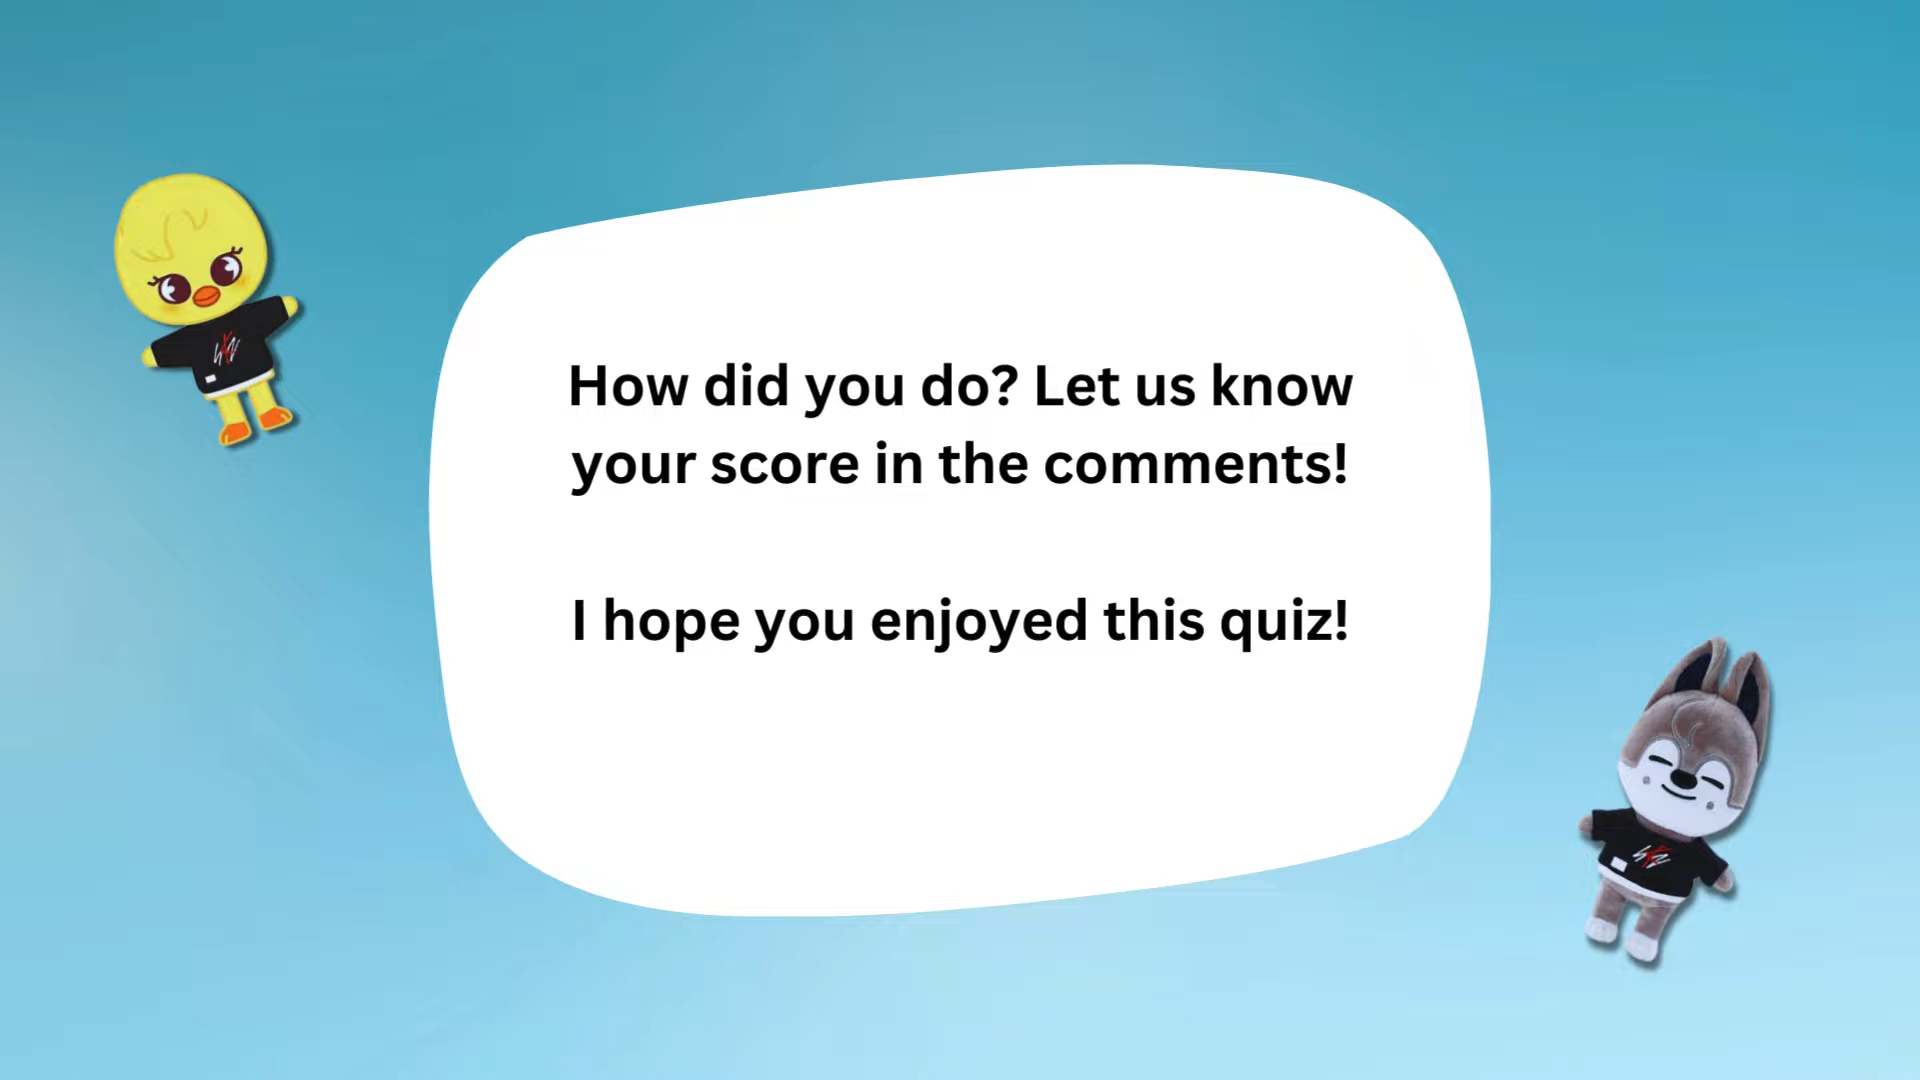 How did you do? Let us know
your score in the comments!
I hope you enjoyed this quiz!